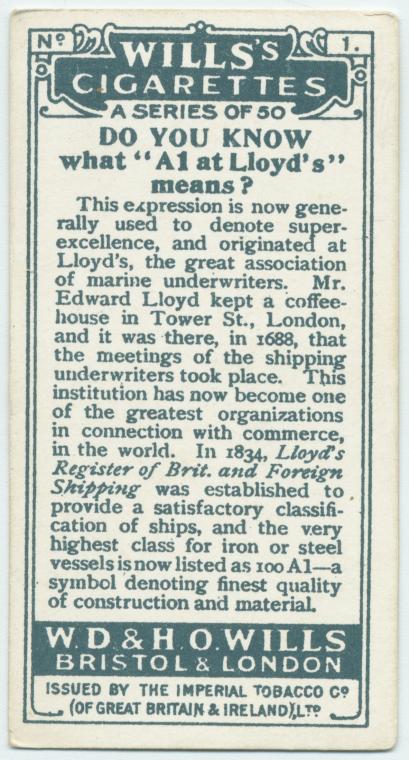 No 1.
WILLS'S
CIGARETTES
A SERIES OF 50
DO YOU KNOW
what "A1 at Lloyd's"
means?
This expression is now gene-
rally used to denote super-
excellence, and originated at
Lloyd's, the great association
of marine underwriters. Mr.
Edward Lloyd kept a coffee-
house in Tower St., London,
and it was there, in 1688, that
the meetings of the shipping
underwriters took place. This
institution has now become one
of the greatest organizations
in connection with commerce,
in the world. In 1834, Lloyd's
Register of Brit. and Foreign
Shipping was established to
provide a satisfactory classifi-
cation of ships, and the very
highest class for iron or steel
vessels is now listed as 100 A1—a
symbol denoting finest quality
of construction and material.
W.D. & H.O. WILLS
BRISTOL & LONDON
ISSUED BY THE IMPERIAL TOBACCO Co
(OF GREAT BRITAIN & IRELAND), LTD.